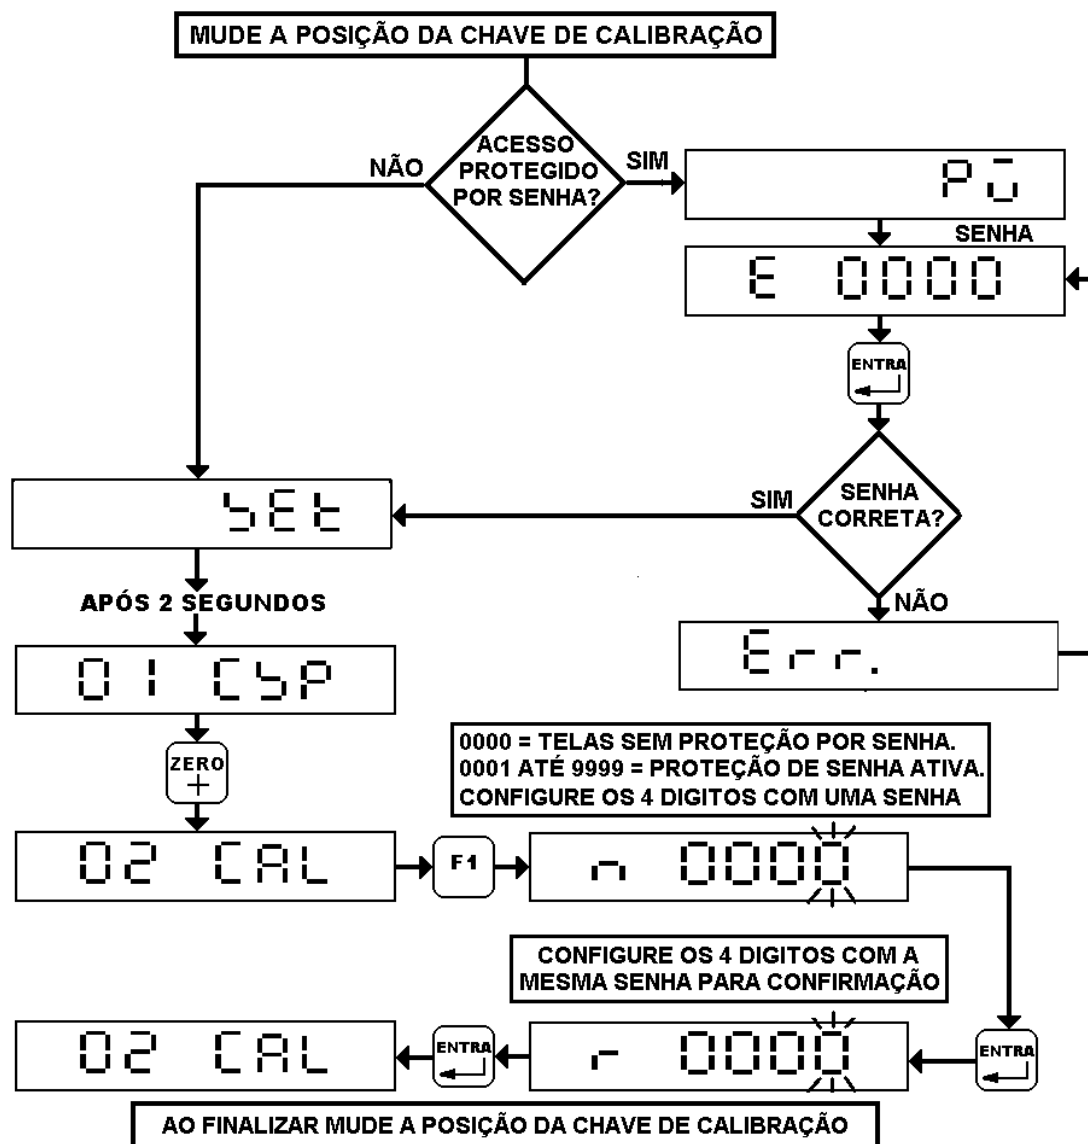 MUDE A POSIÇÃO DA CHAVE DE CALIBRAÇÃO
ACESSO
PROTEGIDO
POR SENHA?
NÃO
SIM
SENHA
E 0000
ENTRA
SENHA
CORRETA?
SIM
SEt
APÓS 2 SEGUNDOS
NÃO
Err.
01 CSP
ZERO
+
0000 = TELAS SEM PROTEÇÃO POR SENHA.
0001 ATÉ 9999 = PROTEÇÃO DE SENHA ATIVA.
CONFIGURE OS 4 DIGITOS COM UMA SENHA
02 CAL
F1
n 0000
CONFIGURE OS 4 DIGITOS COM A
MESMA SENHA PARA CONFIRMAÇÃO
02 CAL
ENTRA
r 0000
ENTRA
AO FINALIZAR MUDE A POSIÇÃO DA CHAVE DE CALIBRAÇÃO